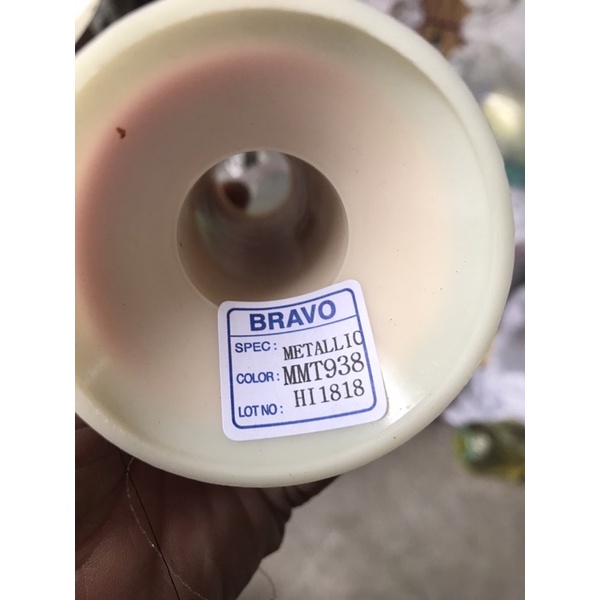 BRAVO
SPEC: METALLIC
COLOR: MMT938
LOT NO: HI1818